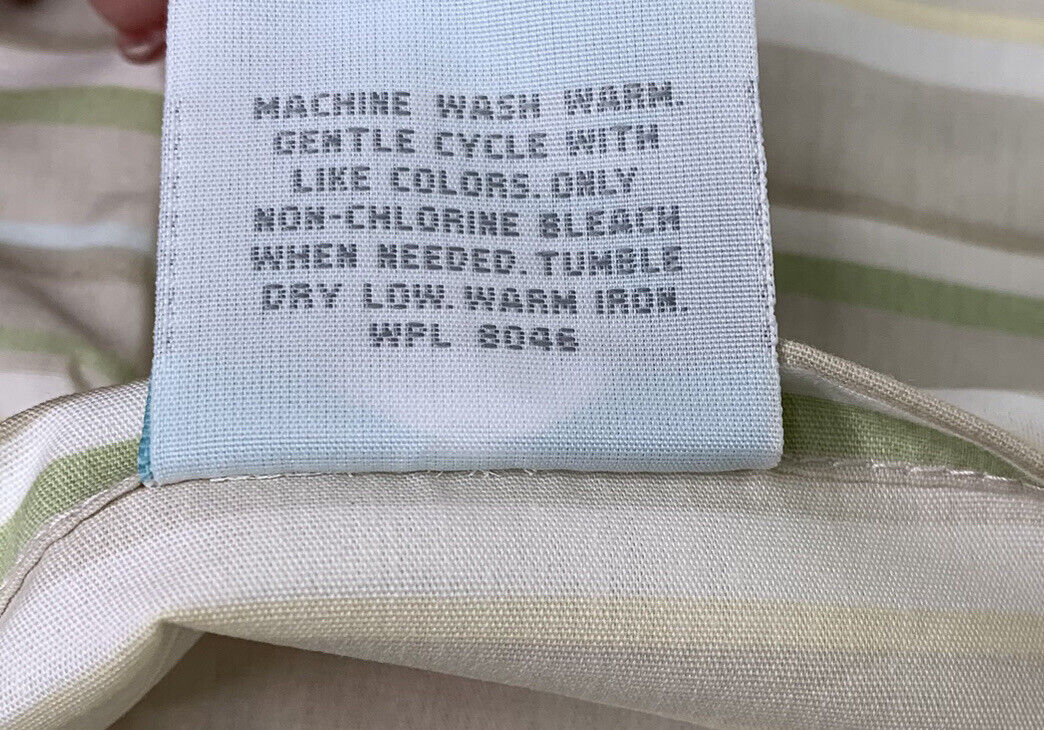 MACHINE WASH WARM.
GENTLE CYCLE WITH
LIKE COLORS. ONLY
NON-CHLORINE BLEACH
WHEN NEEDED. TUMBLE
DRY LOW. WARM IRON.
WPL 8046